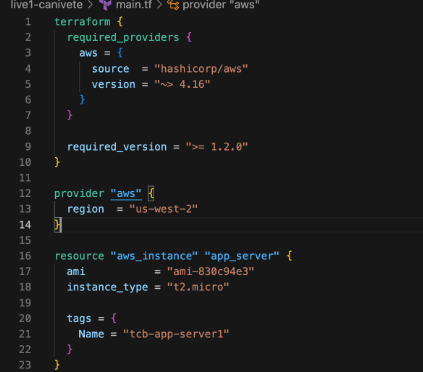 live1-canivete > main.tf > provider "aws"
1 terraform {
2 required_providers {
3 aws = {
4 source = "hashicorp/aws"
5 version = "~> 4.16"
6 }
7 }
8
9 required_version = ">= 1.2.0"
10 }
11
12 provider "aws" {
13 region = "us-west-2"
14 }
15
16 resource "aws_instance" "app_server" {
17 ami = "ami-830c94e3"
18 instance_type = "t2.micro"
19
20 tags = {
21 Name = "tcb-app-server1"
22 }
23 }